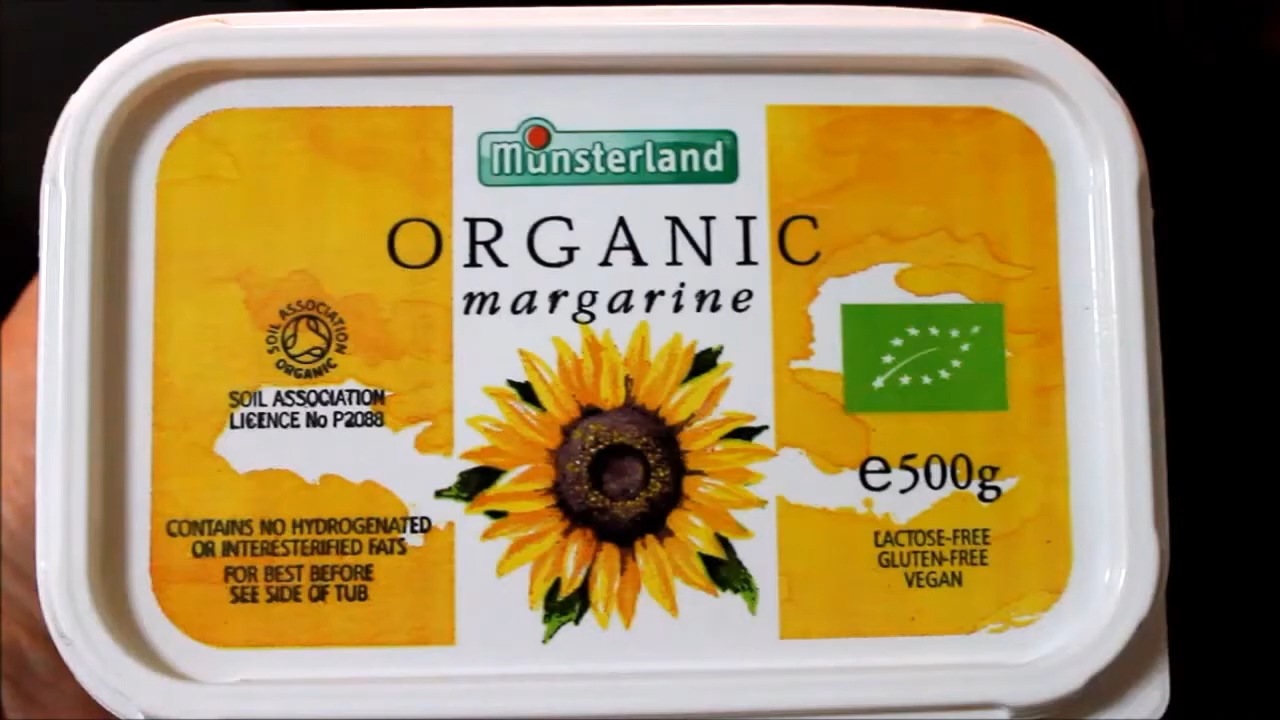 Münsterland
ORGANIC
margarine
SOIL ASSOCIATION
ORGANIC
SOIL ASSOCIATION
LICENCE No P2088
CONTAINS NO HYDROGENATED
OR INTERESTERIFIED FATS
FOR BEST BEFORE
SEE SIDE OF TUB
e500g
LACTOSE-FREE
GLUTEN-FREE
VEGAN